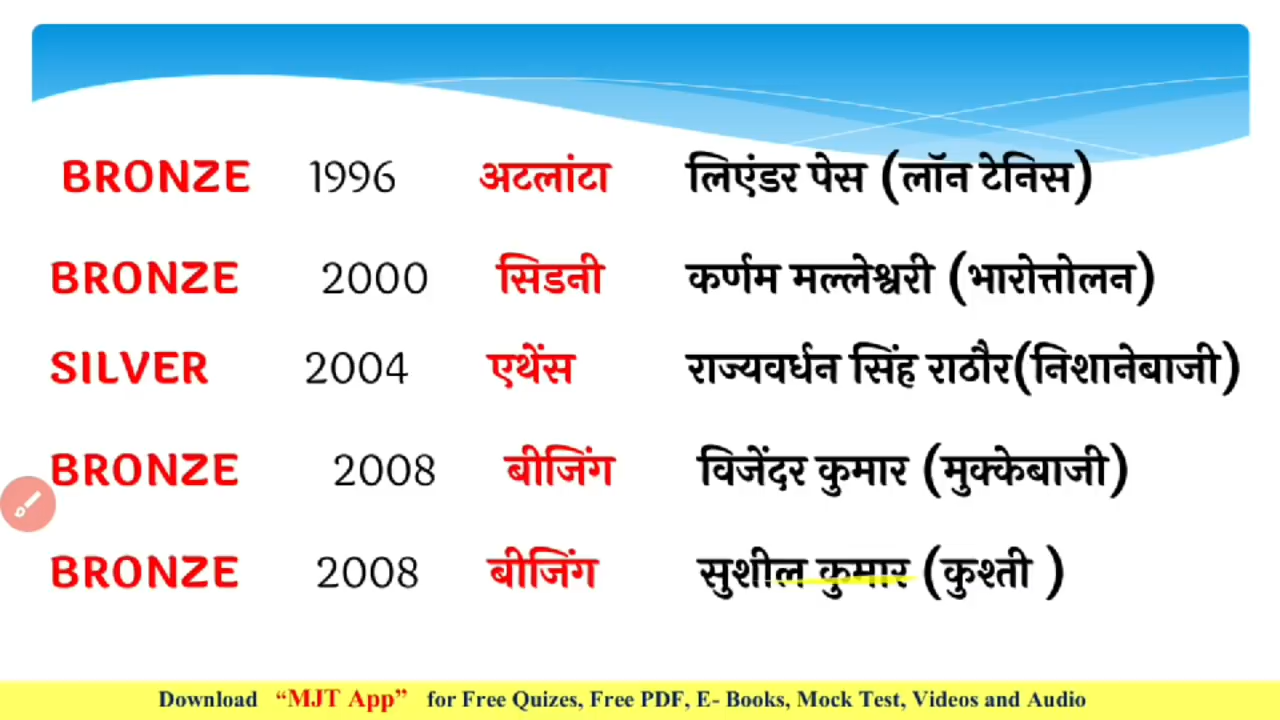 BRONZE 1996 अटलांटा लिएंडर पेस (लॉन टेनिस)
BRONZE 2000 सिडनी कर्णम मल्लेश्वरी (भारोत्तोलन)
SILVER 2004 एथेंस राज्यवर्धन सिंह राठौर(निशानेबाजी)
BRONZE 2008 बीजिंग विजेंदर कुमार (मुक्केबाजी)
BRONZE 2008 बीजिंग सुशील कुमार (कुश्ती )
Download “MJT App” for Free Quizes, Free PDF, E- Books, Mock Test, Videos and Audio